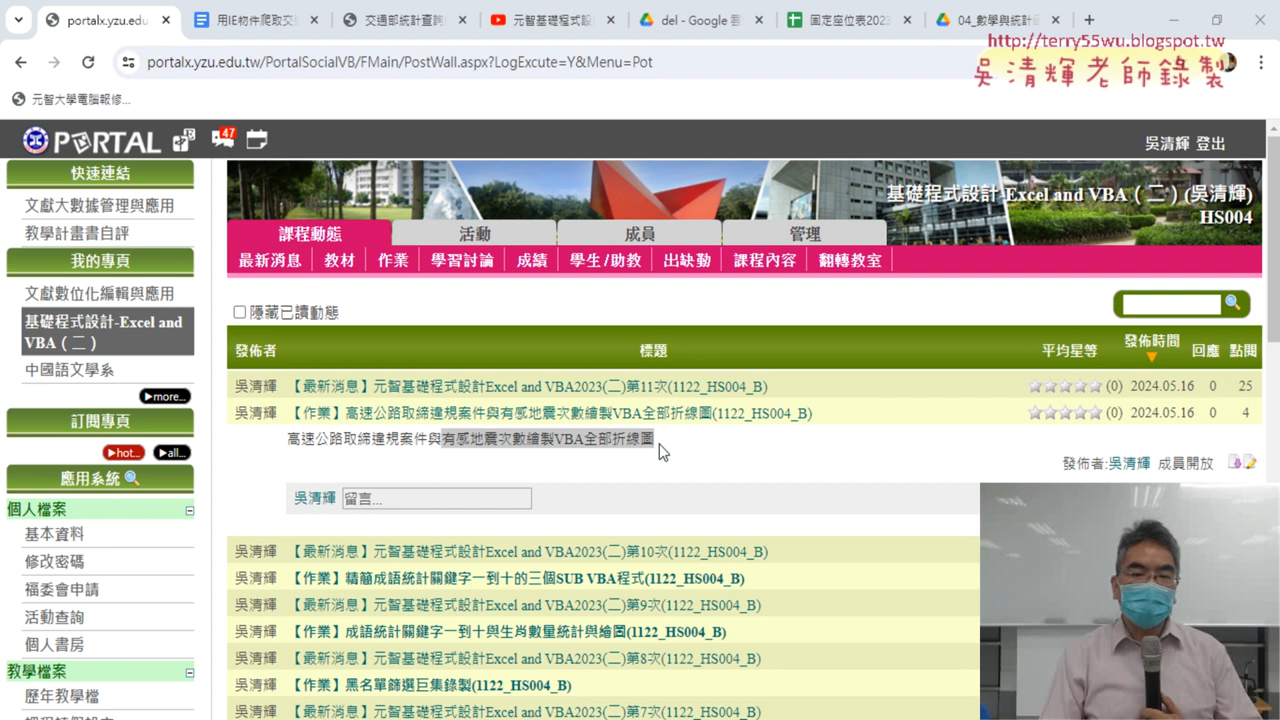 portalx.yzu.edu
用IE物件爬取交
交通部統計查詢
元智基礎程式設
del - Google 雲
固定座位表2023
04_數學與統計
http://terry55wu.blogspot.tw
portalx.yzu.edu.tw/PortalSocialVB/FMain/PostWall.aspx?LogExcute=Y&Menu=Pot
吳清輝老師錄製
元智大學電腦報修...
PORTAL
47
吳清輝 登出
快速連結
文獻大數據管理與應用
教學計畫書自評
我的專頁
文獻數位化編輯與應用
基礎程式設計-Excel and
VBA（二）
中國語文學系
▶more...
訂閱專頁
▶hot...
▶all...
應用系統
個人檔案
基本資料
修改密碼
福委會申請
活動查詢
個人書房
教學檔案
歷年教學檔
基礎程式設計-Excel and VBA（二）(吳清輝)
HS004
課程動態 活動 成員 管理
最新消息 教材 作業 學習討論 成績 學生/助教 出缺勤 課程內容 翻轉教室
隱藏已讀動態
發佈者 標題 平均星等 發佈時間 回應 點閱
吳清輝 【最新消息】元智基礎程式設計Excel and VBA2023(二)第11次(1122_HS004_B) (0) 2024.05.16 0 25
吳清輝 【作業】高速公路取締違規案件與有感地震次數繪製VBA全部折線圖(1122_HS004_B) (0) 2024.05.16 0 4
高速公路取締違規案件與有感地震次數繪製VBA全部折線圖
發佈者:吳清輝 成員開放
吳清輝 留言...
吳清輝 【最新消息】元智基礎程式設計Excel and VBA2023(二)第10次(1122_HS004_B)
吳清輝 【作業】精簡成語統計關鍵字一到十的三個SUB VBA程式(1122_HS004_B)
吳清輝 【最新消息】元智基礎程式設計Excel and VBA2023(二)第9次(1122_HS004_B)
吳清輝 【作業】成語統計關鍵字一到十與生肖數量統計與繪圖(1122_HS004_B)
吳清輝 【最新消息】元智基礎程式設計Excel and VBA2023(二)第8次(1122_HS004_B)
吳清輝 【作業】黑名單篩選巨集錄製(1122_HS004_B)
吳清輝 【最新消息】元智基礎程式設計Excel and VBA2023(二)第7次(1122_HS004_B)